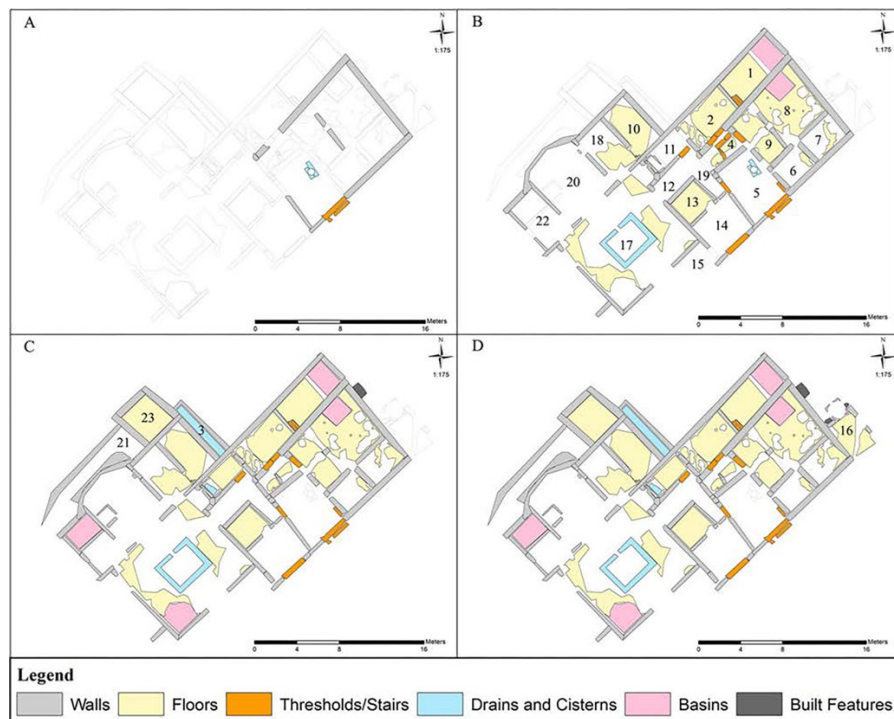 A
N
1:175
0 4 8 16
Meters
B
N
1:175
1
2
8
10
11
18
4
9
7
19
6
20
12
5
13
22
17
14
15
0 4 8 16
Meters
C
N
1:175
23
3
21
0 4 8 16
Meters
D
N
1:175
16
0 4 8 16
Meters
Legend
Walls Floors Thresholds/Stairs Drains and Cisterns Basins Built Features